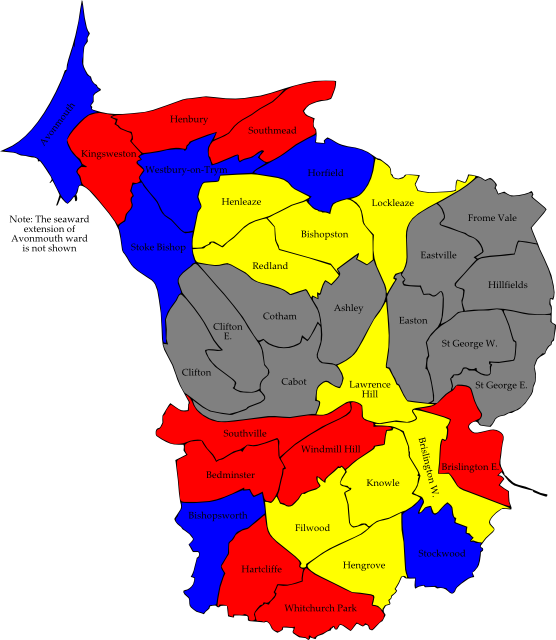 Avonmouth
Henbury
Southmead
Kingsweston
Westbury-on-Trym
Horfield
Henleaze
Lockleaze
Frome Vale
Note: The seaward
extension of
Avonmouth ward
is not shown
Stoke Bishop
Bishopston
Eastville
Redland
Hillfields
Ashley
Cotham
Easton
Clifton
E.
St George W.
Clifton
Cabot
Lawrence
Hill
St George E.
Southville
Windmill Hill
Brislington W.
Brislington E.
Bedminster
Knowle
Bishopsworth
Filwood
Stockwood
Hartcliffe
Hengrove
Whitchurch Park